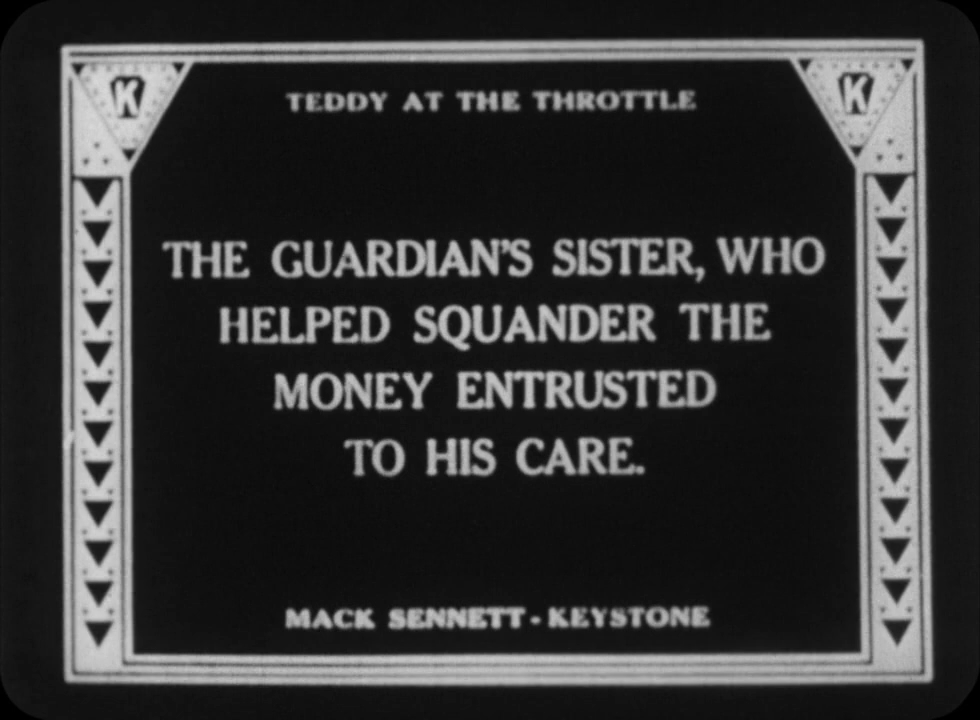 K K
TEDDY AT THE THROTTLE
THE GUARDIAN'S SISTER, WHO
HELPED SQUANDER THE
MONEY ENTRUSTED
TO HIS CARE.
MACK SENNETT - KEYSTONE